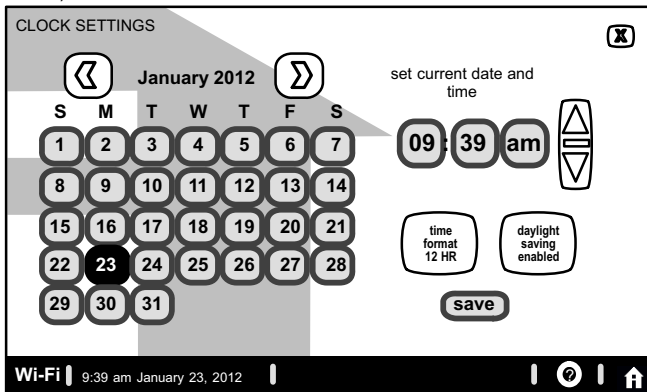 CLOCK SETTINGS
X
January 2012
set current date and
time
S M T W T F S
1 2 3 4 5 6 7
09 : 39 am
8 9 10 11 12 13 14
15 16 17 18 19 20 21
time
format
12 HR
daylight
saving
enabled
22 23 24 25 26 27 28
29 30 31
save
Wi-Fi 9:39 am January 23, 2012 ?